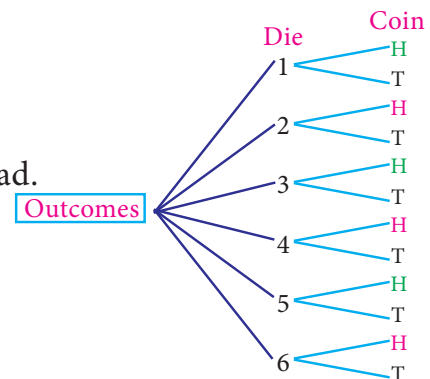 Die Coin
1 H
T
2 H
T
ad.
3 H
Outcomes T
4 H
T
5 H
T
6 H
T